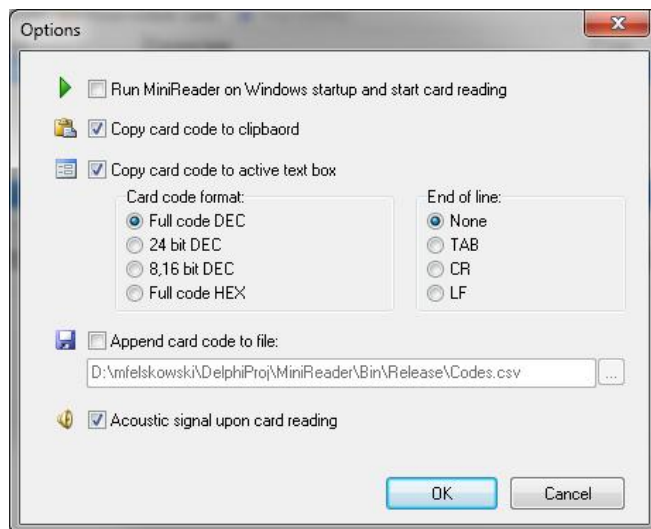 Options
Run MiniReader on Windows startup and start card reading
Copy card code to clipbaord
Copy card code to active text box
Card code format:
Full code DEC
24 bit DEC
8,16 bit DEC
Full code HEX
End of line:
None
TAB
CR
LF
Append card code to file:
D:\mfelskowski\DelphiProj\MiniReader\Bin\Release\Codes.csv
...
Acoustic signal upon card reading
OK
Cancel